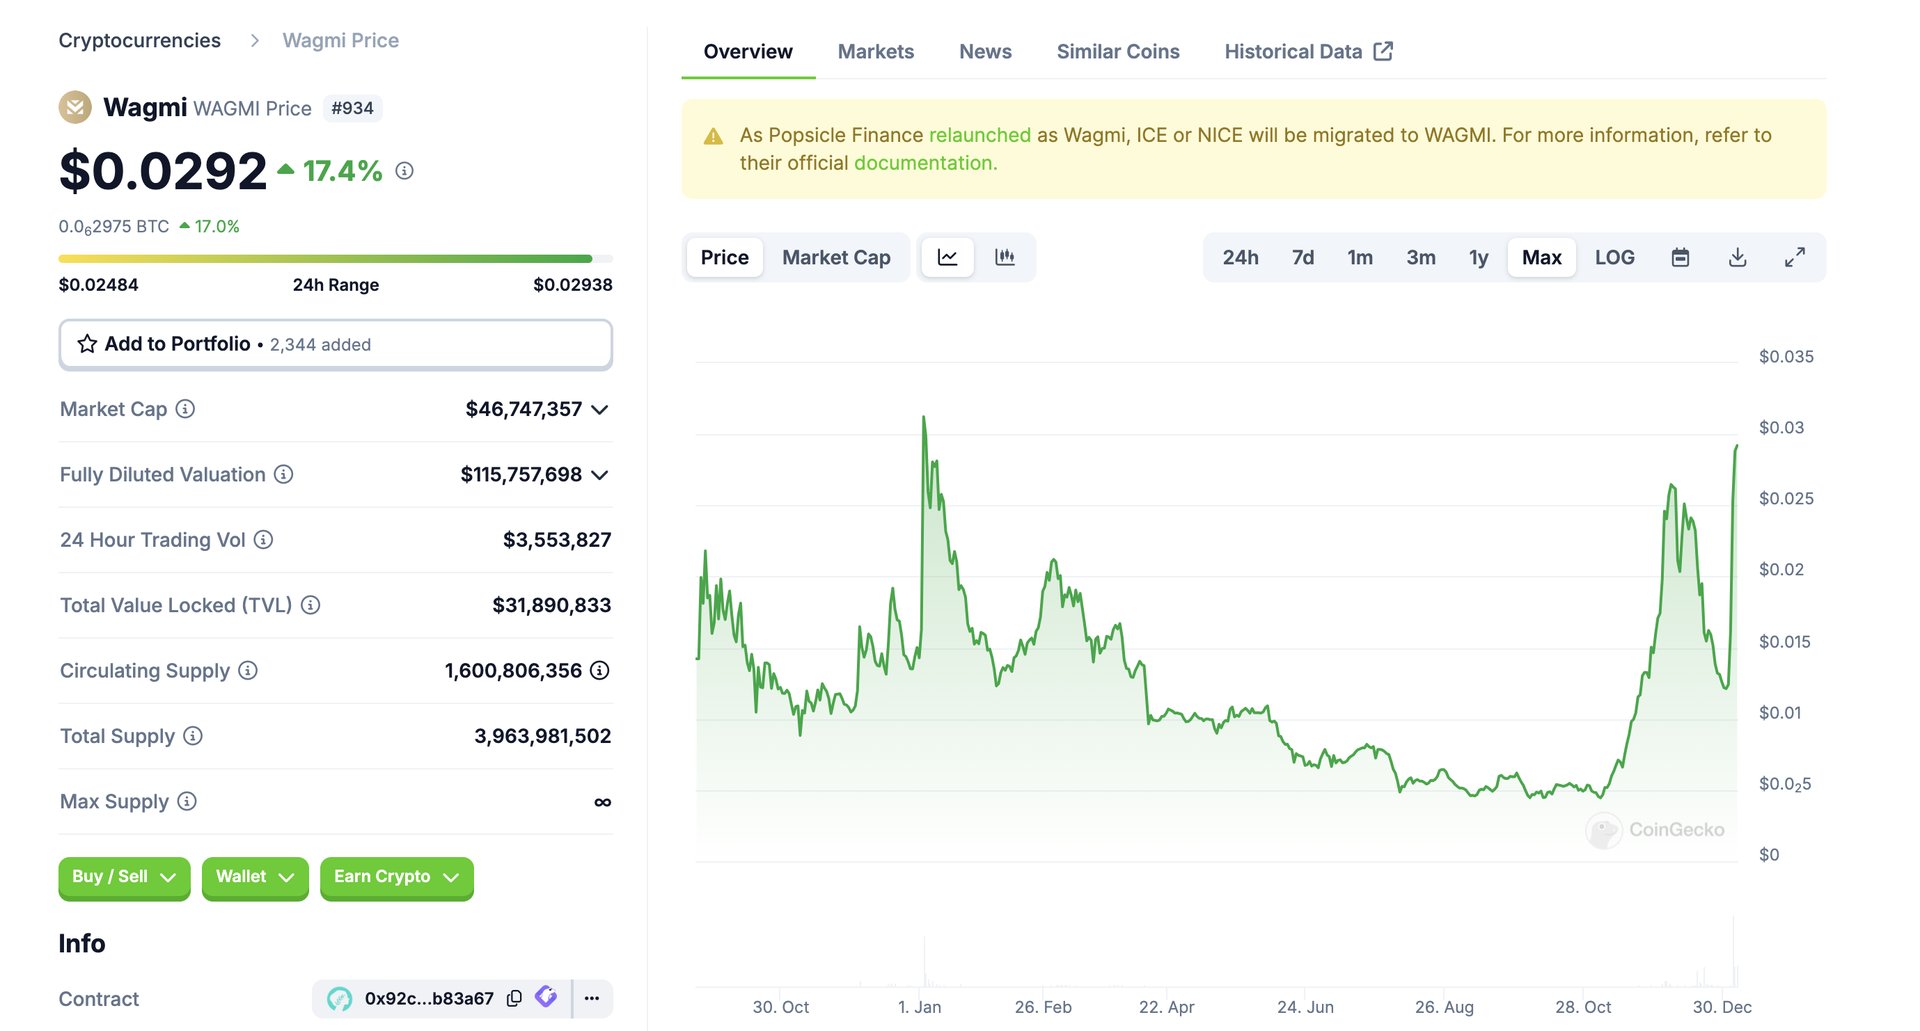 Cryptocurrencies > Wagmi Price
Wagmi WAGMI Price #934
$0.0292 17.4%
0.0₆2975 BTC 17.0%
$0.02484 24h Range $0.02938
Add to Portfolio • 2,344 added
Market Cap $46,747,357
Fully Diluted Valuation $115,757,698
24 Hour Trading Vol $3,553,827
Total Value Locked (TVL) $31,890,833
Circulating Supply 1,600,806,356
Total Supply 3,963,981,502
Max Supply ∞
Buy / Sell Wallet Earn Crypto
Info
Contract 0x92c...b83a67
Overview Markets News Similar Coins Historical Data
As Popsicle Finance relaunched as Wagmi, ICE or NICE will be migrated to WAGMI. For more information, refer to
their official documentation.
Price Market Cap 24h 7d 1m 3m 1y Max LOG
$0.035
$0.03
$0.025
$0.02
$0.015
$0.01
$0.0₂5
CoinGecko
$0
30. Oct 1. Jan 26. Feb 22. Apr 24. Jun 26. Aug 28. Oct 30. Dec